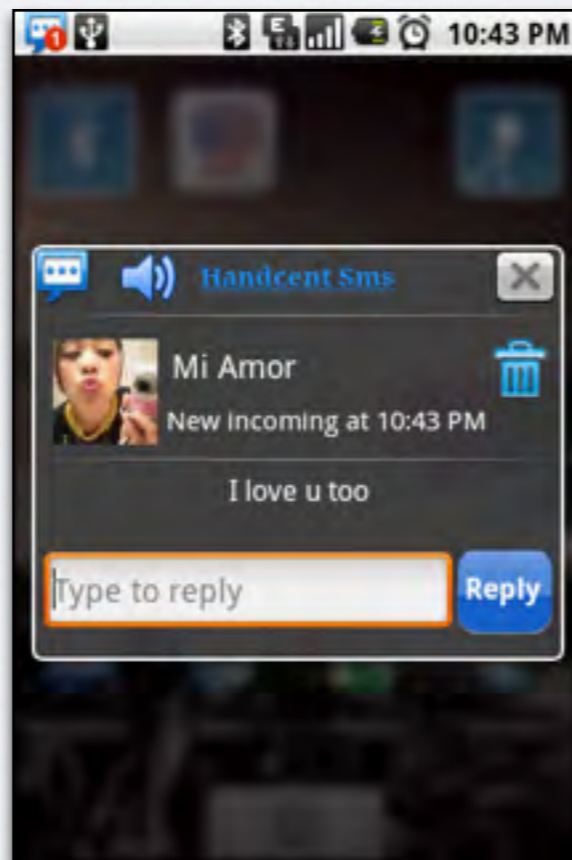 1
10:43 PM
Handcent Sms
Mi Amor
New incoming at 10:43 PM
I love u too
Type to reply
Reply